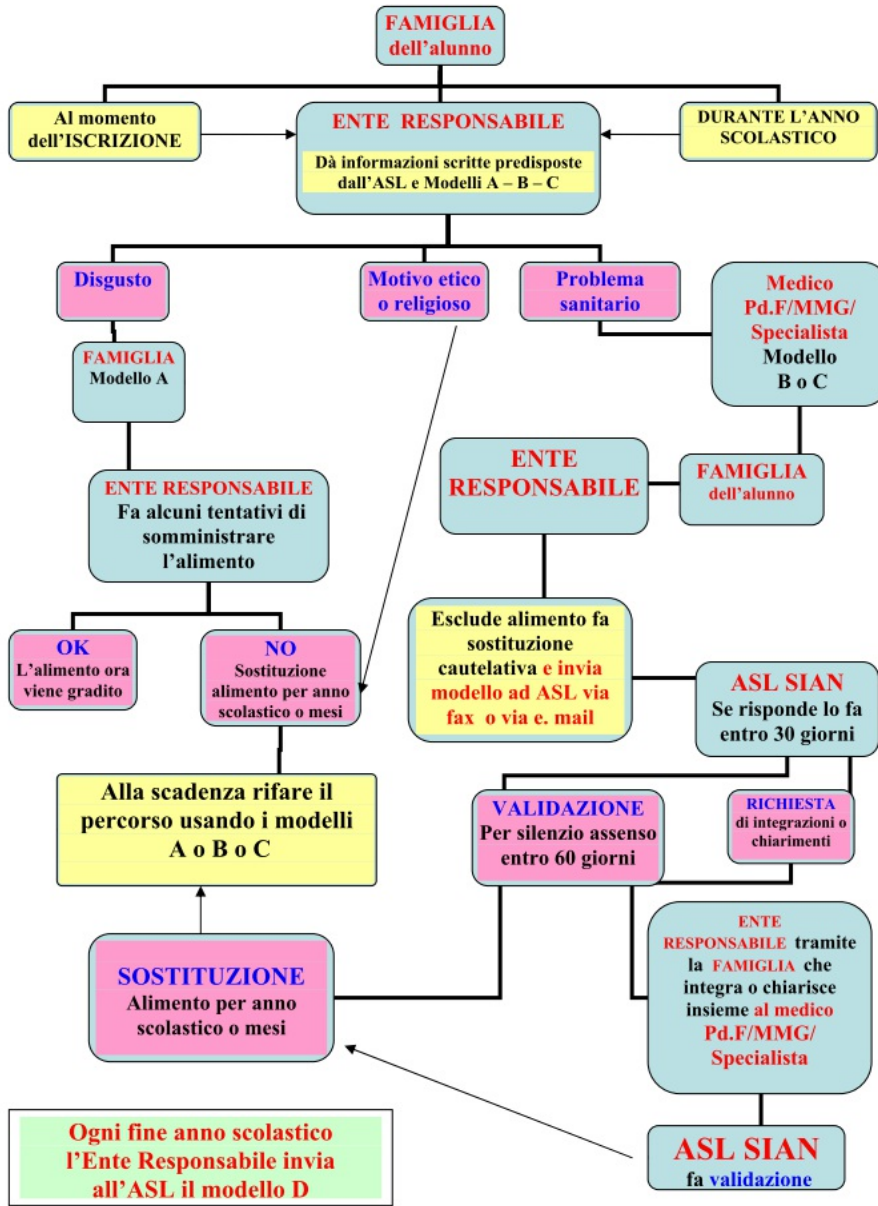 FAMIGLIA
dell'alunno
Al momento
dell'ISCRIZIONE
ENTE RESPONSABILE
Dà informazioni scritte predisposte
dall'ASL e Modelli A – B – C
DURANTE L'ANNO
SCOLASTICO
Disgusto
Motivo etico
o religioso
Problema
sanitario
Medico
Pd.F/MMG/
Specialista
Modello
B o C
FAMIGLIA
Modello A
ENTE
RESPONSABILE
FAMIGLIA
dell'alunno
ENTE RESPONSABILE
Fa alcuni tentativi di
somministrare
l'alimento
OK
L'alimento ora
viene gradito
NO
Sostituzione
alimento per anno
scolastico o mesi
Esclude alimento fa
sostituzione
cautelativa e invia
modello ad ASL via
fax o via e. mail
ASL SIAN
Se risponde lo fa
entro 30 giorni
Alla scadenza rifare il
percorso usando i modelli
A o B o C
VALIDAZIONE
Per silenzio assenso
entro 60 giorni
RICHIESTA
di integrazioni o
chiarimenti
SOSTITUZIONE
Alimento per anno
scolastico o mesi
ENTE
RESPONSABILE tramite
la FAMIGLIA che
integra o chiarisce
insieme al medico
Pd.F/MMG/
Specialista
Ogni fine anno scolastico
l'Ente Responsabile invia
all'ASL il modello D
ASL SIAN
fa validazione